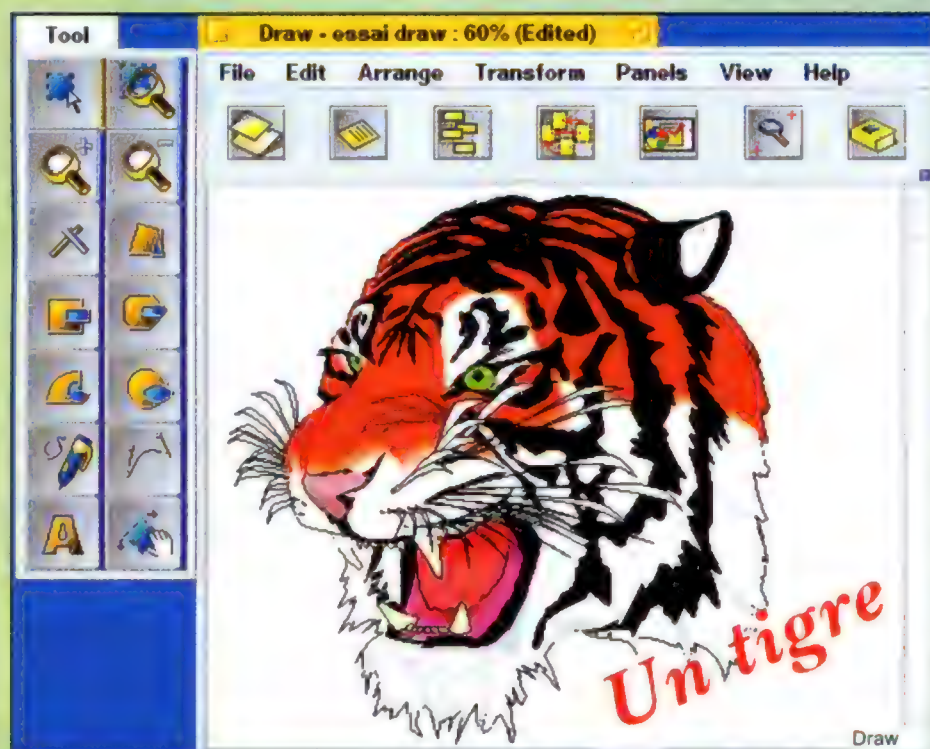 Tool
Draw - essai draw : 60% (Edited)
File Edit Arrange Transform Panels View Help
A
Un tigre
Draw